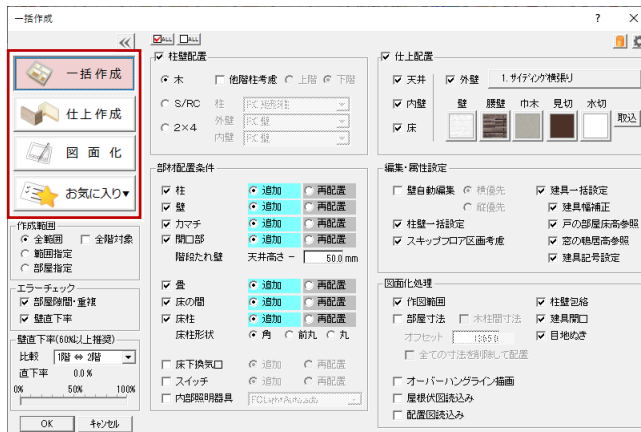 一括作成
? ×
≪
一括作成
仕上作成
図面化
お気に入り▼
作成範囲
全範囲 全階対象
範囲指定
部屋指定
エラーチェック
部屋隙間・重複
壁直下率
壁直下率(60%以上推奨)
比較 1階 ⇔ 2階
直下率 0.0 %
0% 50% 100%
OK キャンセル
ALL ALL
柱壁配置
木 他階柱考慮 上階 下階
S/RC 柱
2×4 外壁 FC 壁
内壁 FC 壁
部材配置条件
柱 追加 再配置
壁 追加 再配置
カマチ 追加 再配置
開口部 追加 再配置
階段たれ壁 天井高さ - 50.0 mm
畳 追加 再配置
床の間 追加 再配置
床柱 追加 再配置
床柱形状 角 前丸 丸
床下換気口 追加 再配置
スイッチ 追加 再配置
内部照明器具 FCLightAuto.adb
仕上配置
天井 外壁 1. サイディング横張り
内壁 壁 腰壁 巾木 見切 水切
床 取込
編集・属性設定
壁自動編集 横優先 建具一括設定
縦優先 建具幅補正
柱壁一括設定 戸の部屋床高参照
スキップフロア区画考慮 窓の鴨居高参照
建具記号設定
図面化処理
作図範囲 柱壁包絡
部屋寸法 木柱間寸法 建具開口
オフセット 目地ぬき
全ての寸法を削除して配置
オーバーハングライン描画
屋根伏図読込み
配置図読込み